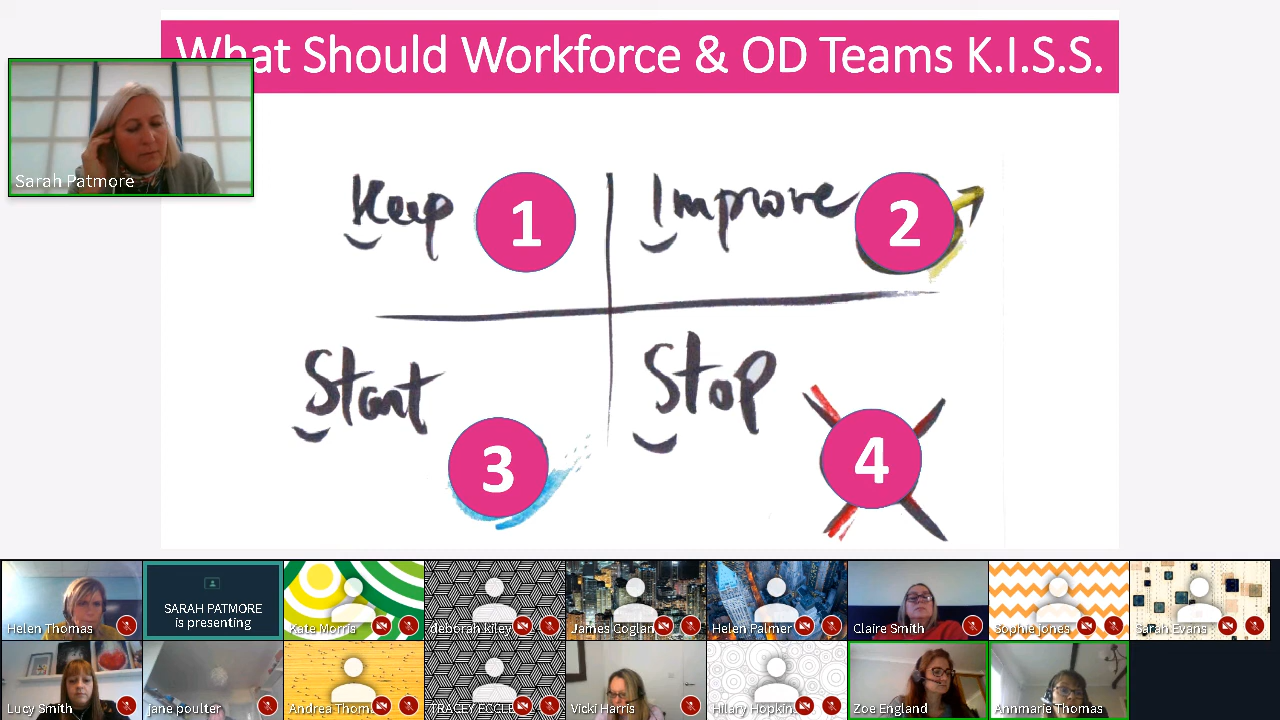 What Should Workforce & OD Teams K.I.S.S.
Sarah Patmore
Keep 1
Improve 2
Start 3
Stop 4
Helen Thomas
SARAH PATMORE
is presenting
Kate Morris
deborah kiley
James Coglan
Helen Palmer
Claire Smith
Sophie jones
Sarah Evans
Lucy Smith
jane poulter
Andrea Thom
TRACEY ECCLE
Vicki Harris
Hilary Hopkin
Zoe England
Annmarie Thomas